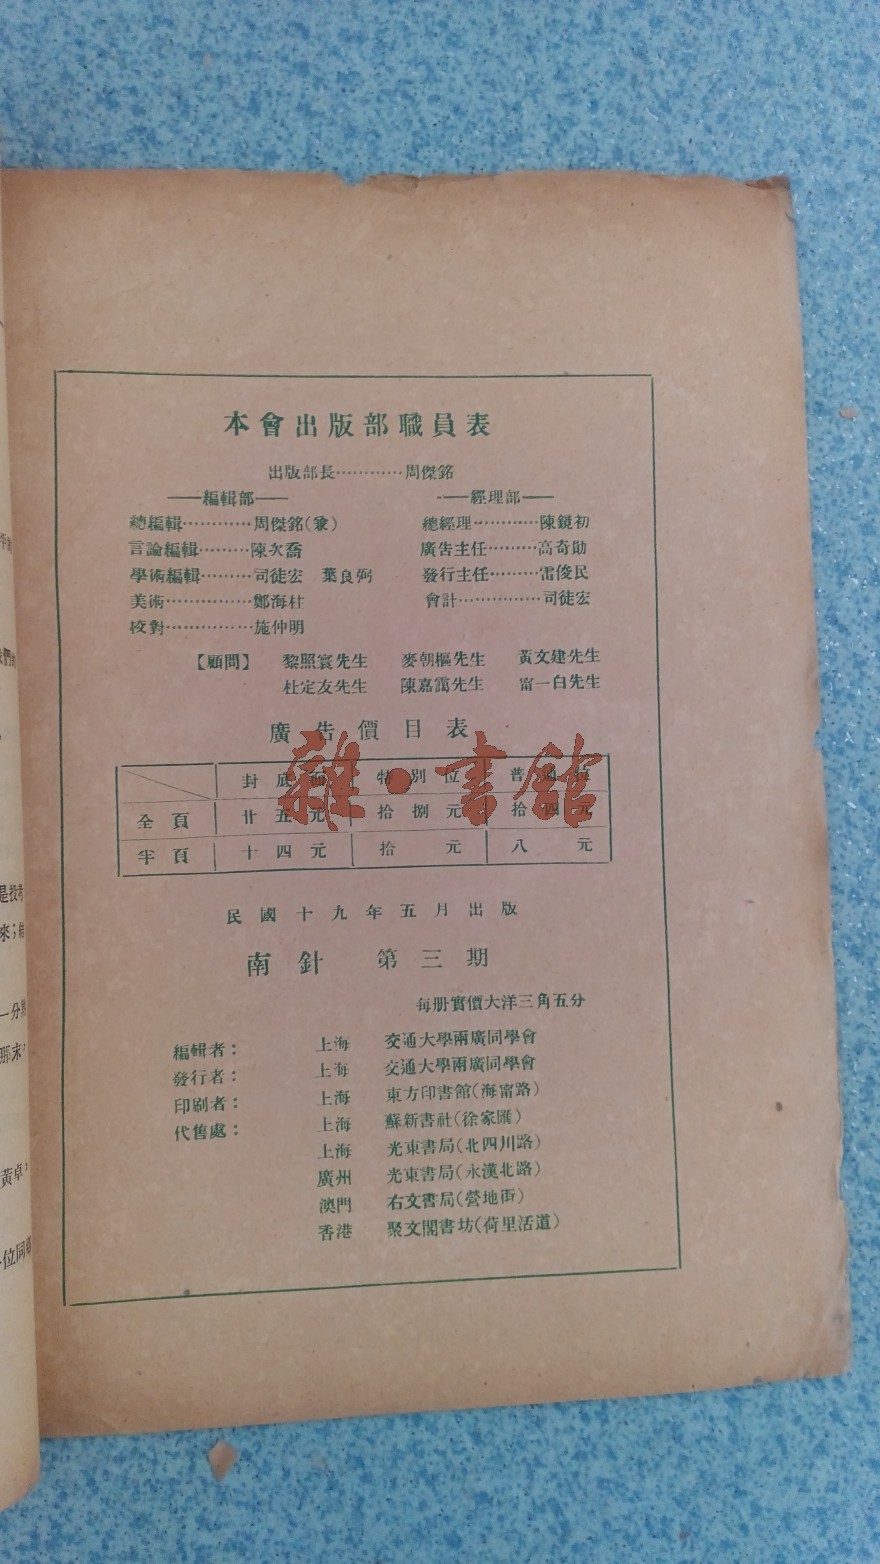 本會出版部職員表
出版部長…………周傑銘
——編輯部——　——經理部——
總編輯…………周傑銘(兼)　總經理…………陳鏡初
言論編輯………陳次喬　廣告主任………高奇勛
學術編輯………司徒宏　葉良弼　發行主任………雷俊民
美術……………鄭海柱　會計……………司徒宏
校對……………施仲明
【顧問】　黎照寰先生　麥朝樞先生　黃文建先生
杜定友先生　陳嘉藹先生　甯一白先生
廣告價目表
封底面　特別位　普通位
全頁　廿五元　拾捌元　拾四元
半頁　十四元　拾元　八元
雜·書館
民國十九年五月出版
南針　第三期
每册實價大洋三角五分
編輯者：　上海　交通大學兩廣同學會
發行者：　上海　交通大學兩廣同學會
印刷者：　上海　東方印書館(海甯路)
代售處：　上海　蘇新書社(徐家匯)
上海　光東書局(北四川路)
廣州　光東書局(永漢北路)
澳門　右文書局(營地街)
香港　聚文閣書坊(荷里活道)
是投考
來；結
一分熱
那末，
黃卓，